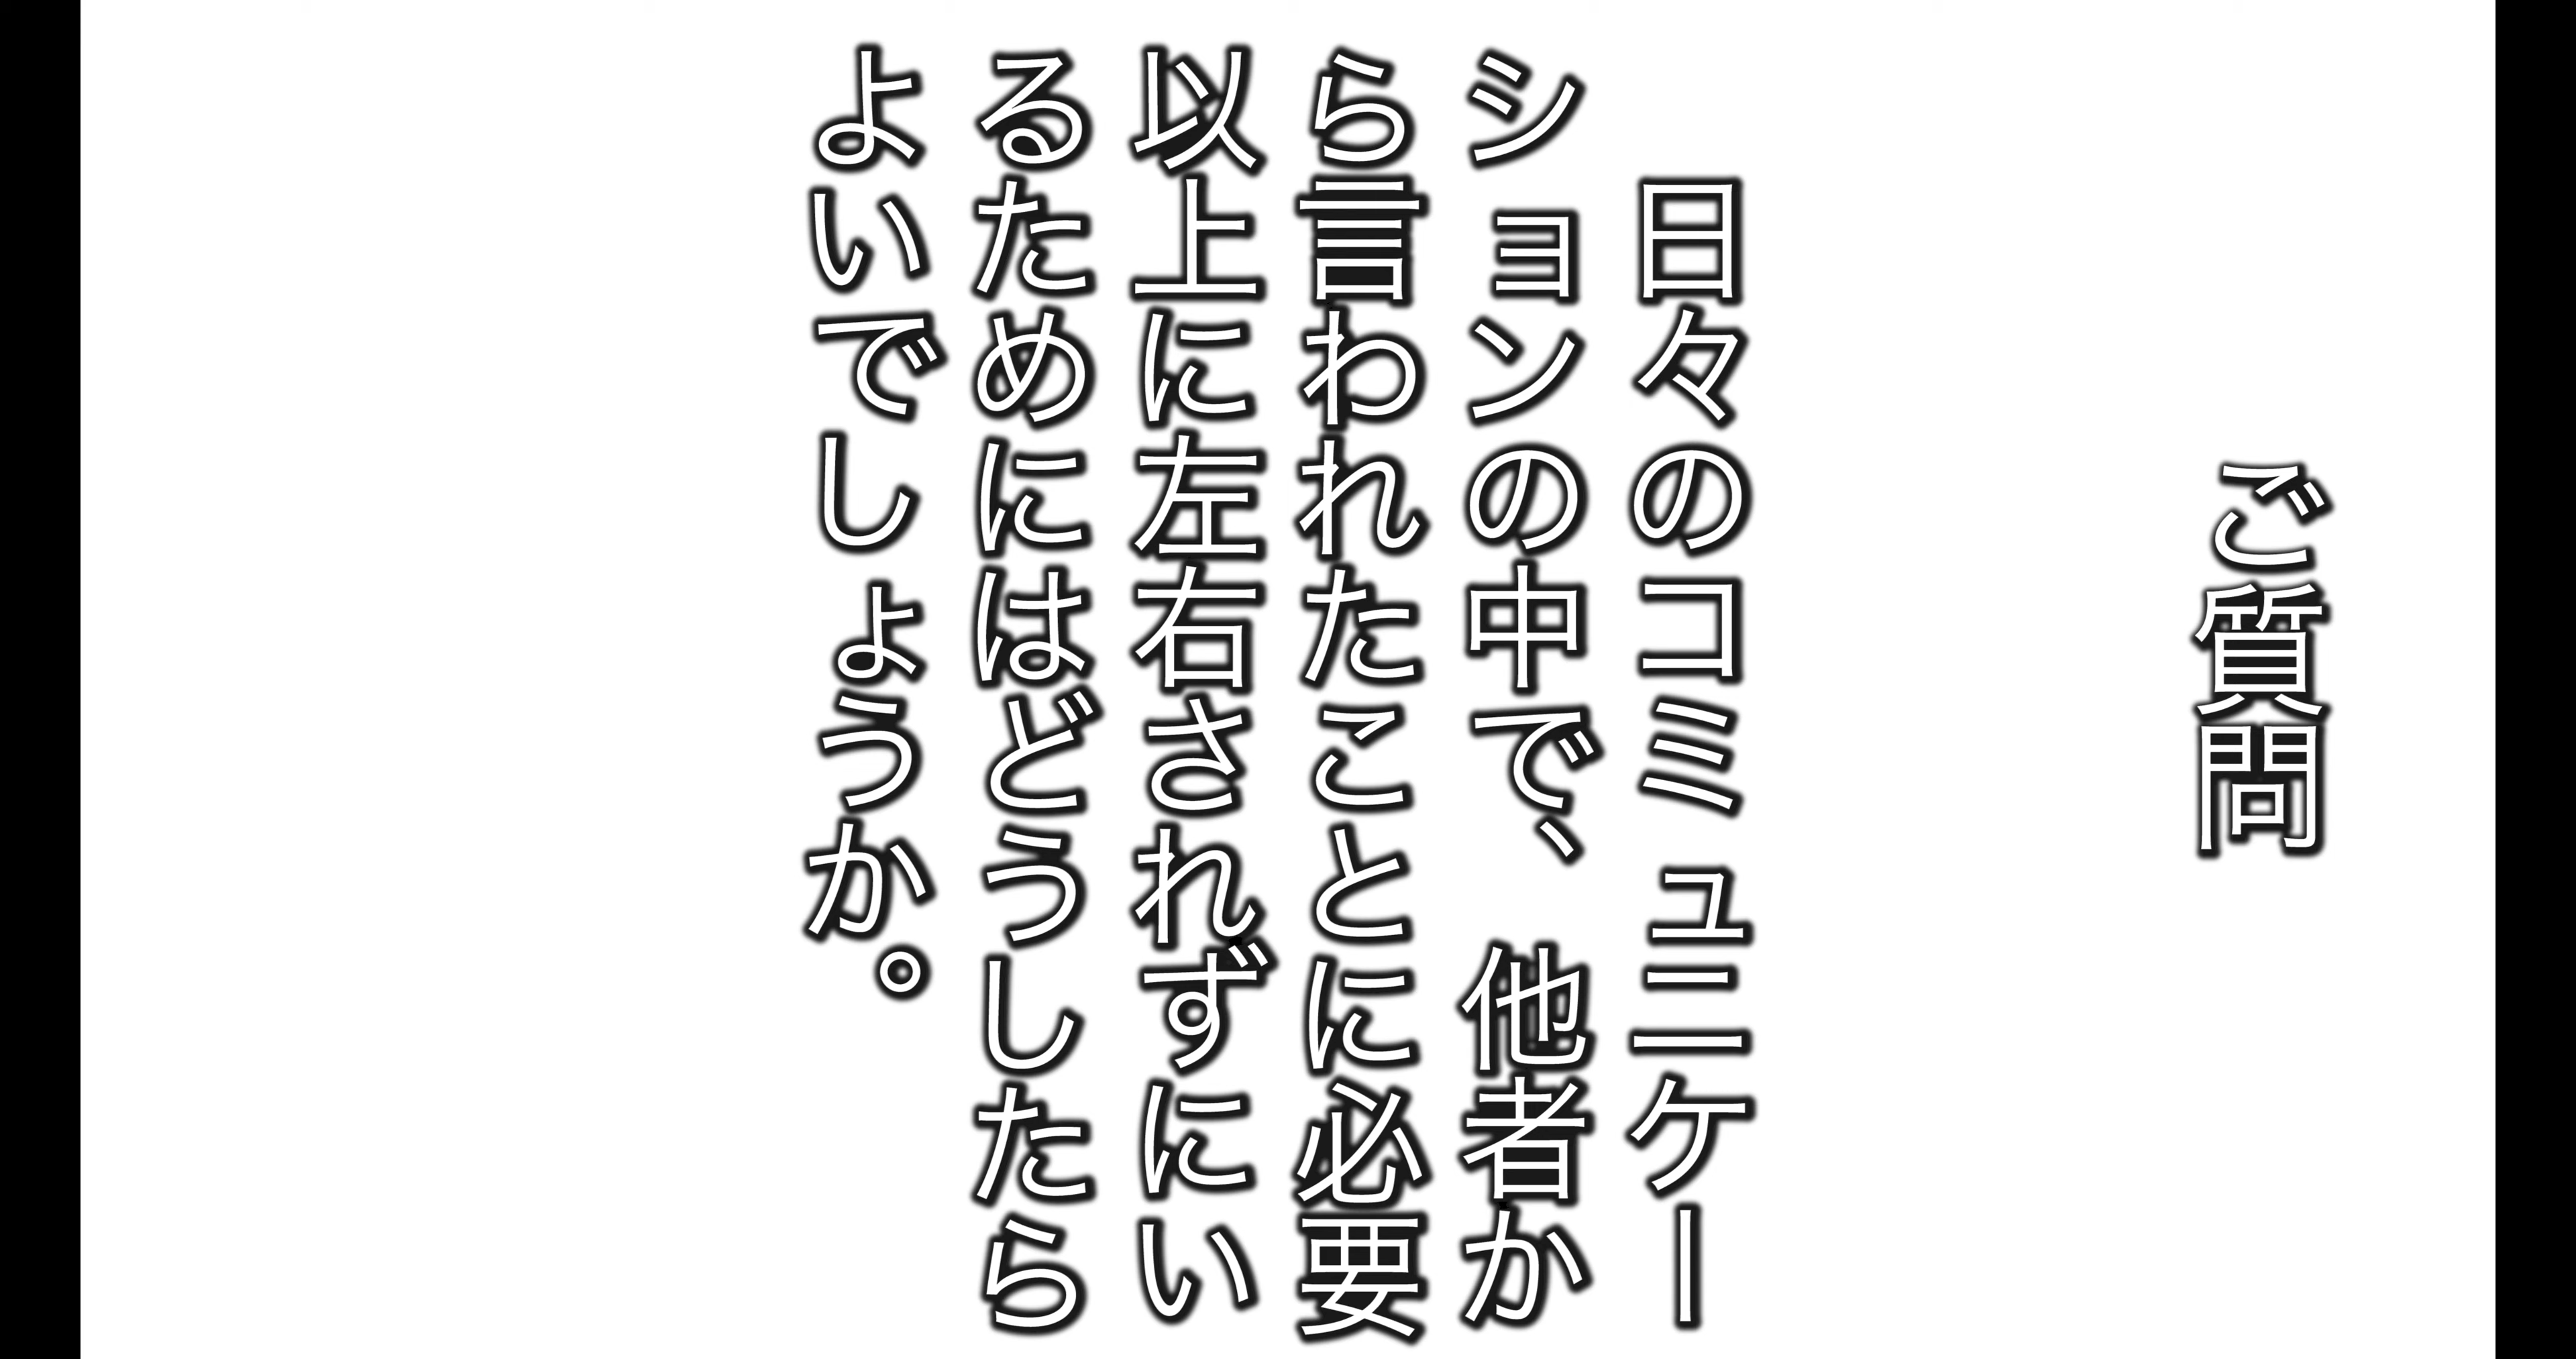 ご質問
日々のコミュニケー
ションの中で、他者か
ら言われたことに必要
以上に左右されずにい
るためにはどうしたら
よいでしょうか。